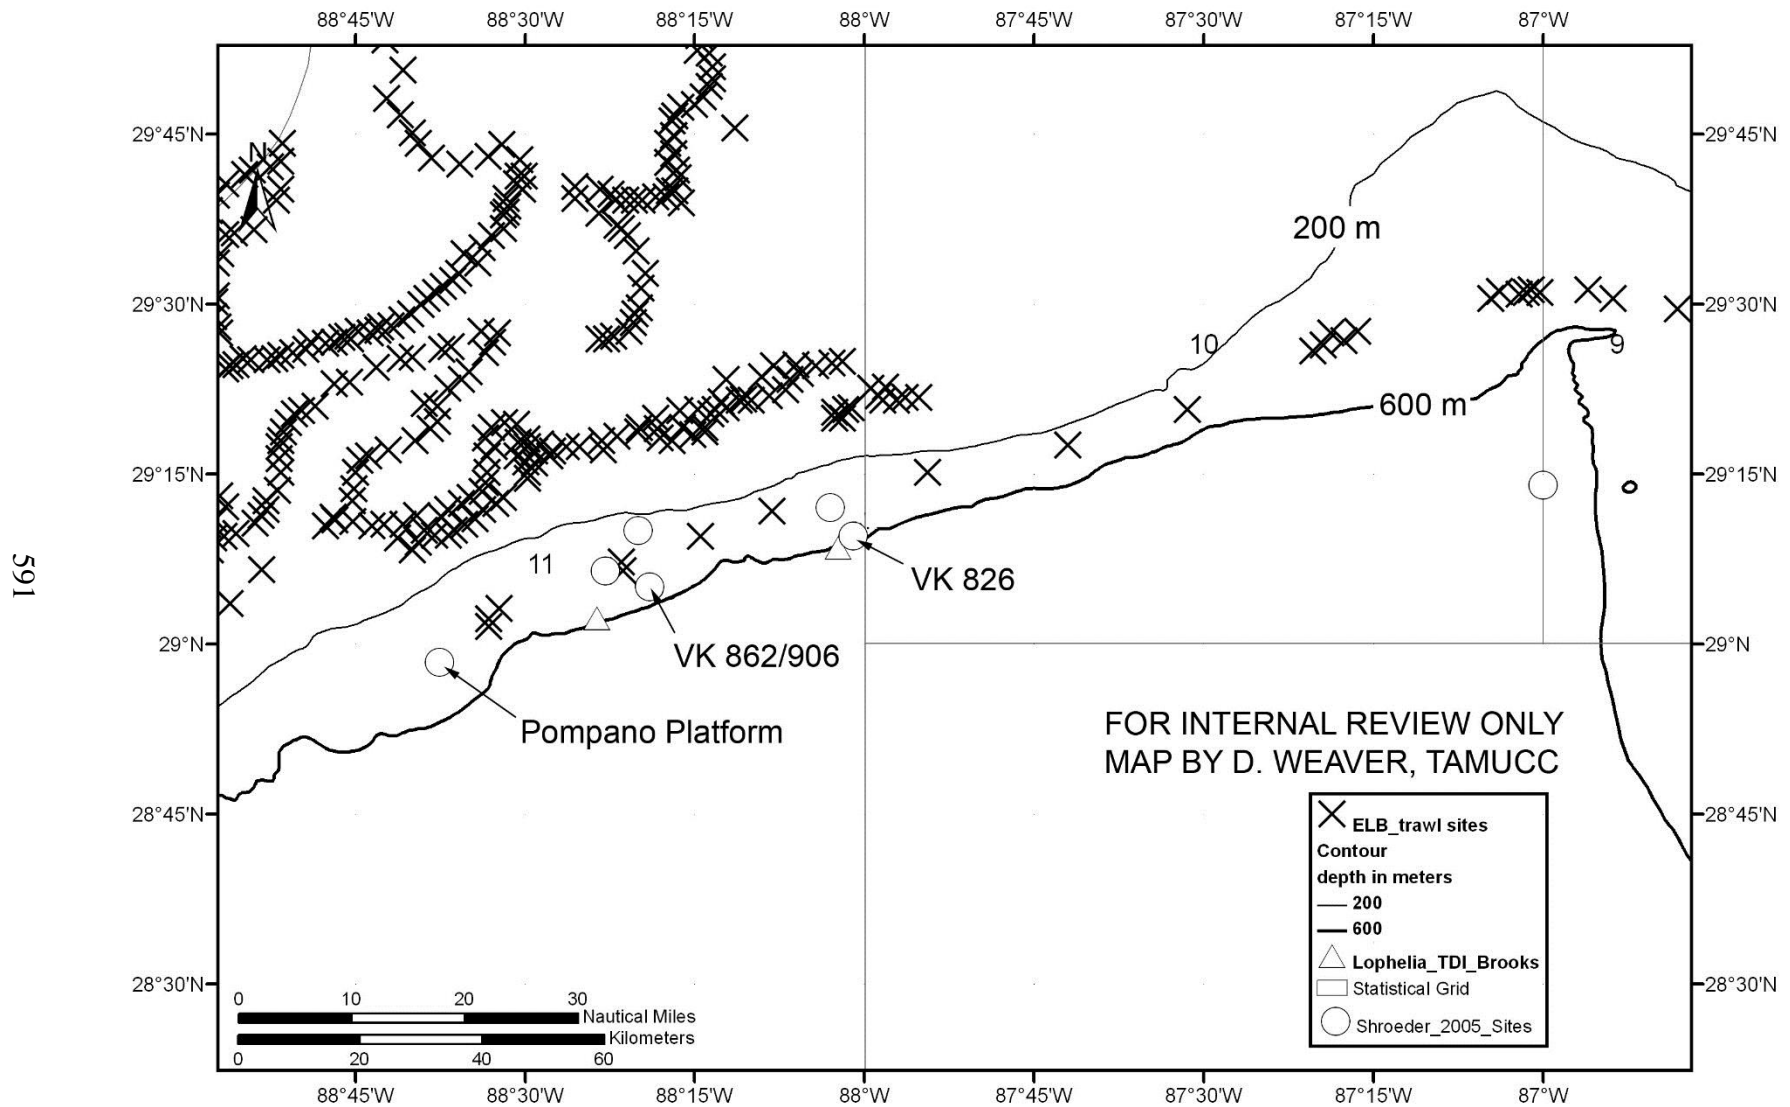 88°45'W 88°30'W 88°15'W 88°W 87°45'W 87°30'W 87°15'W 87°W
29°45'N 29°45'N
N
200 m
29°30'N 29°30'N
10 9
600 m
29°15'N 29°15'N
11
VK 826
591
29°N 29°N
VK 862/906
Pompano Platform
FOR INTERNAL REVIEW ONLY
MAP BY D. WEAVER, TAMUCC
28°45'N 28°45'N
ELB_trawl sites
Contour
depth in meters
200
600
Lophelia_TDI_Brooks
Statistical Grid
Shroeder_2005_Sites
28°30'N 28°30'N
0 10 20 30
Nautical Miles
Kilometers
0 20 40 60
88°45'W 88°30'W 88°15'W 88°W 87°45'W 87°30'W 87°15'W 87°W